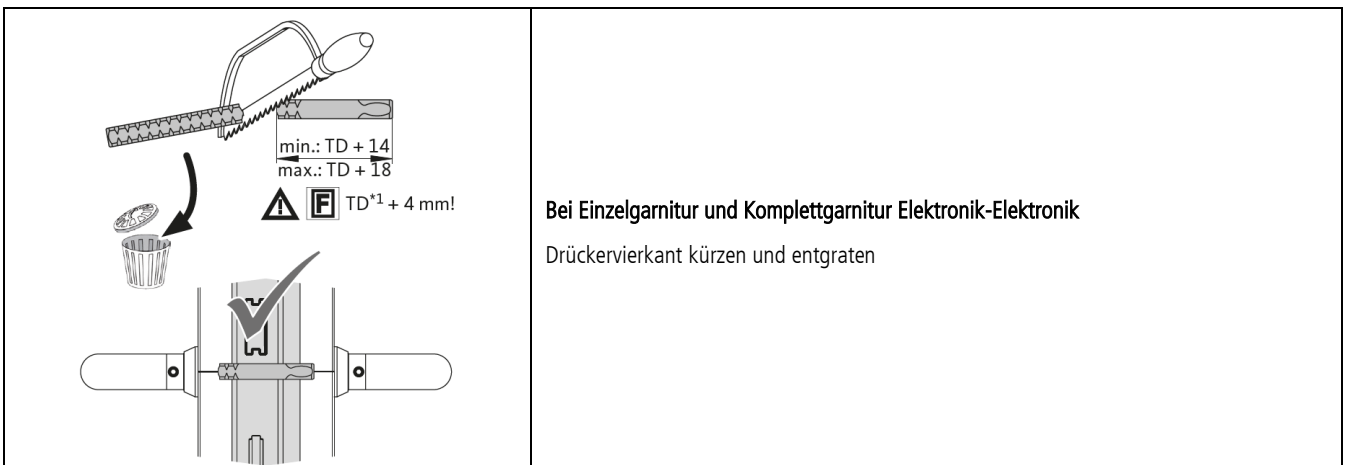 min.: TD + 14
max.: TD + 18
F TD*1 + 4 mm!
Bei Einzelgarnitur und Komplettgarnitur Elektronik-Elektronik
Drückervierkant kürzen und entgraten